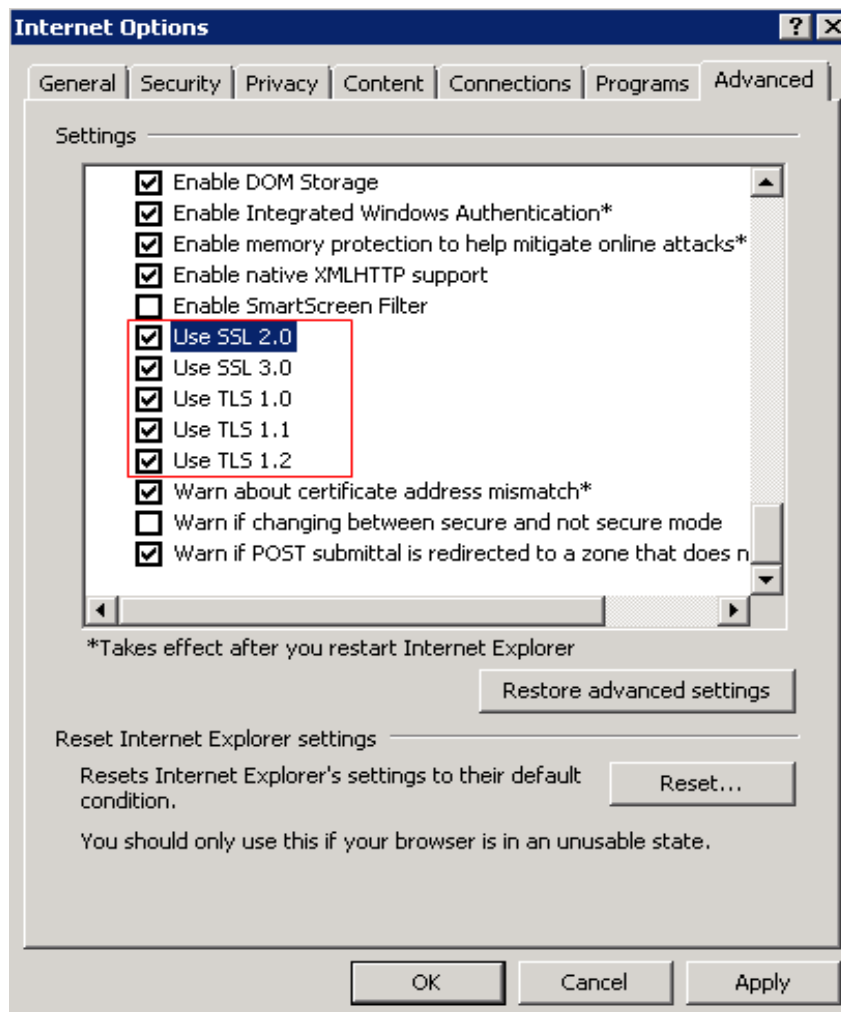 Internet Options
General Security Privacy Content Connections Programs Advanced
Settings
Enable DOM Storage
Enable Integrated Windows Authentication*
Enable memory protection to help mitigate online attacks*
Enable native XMLHTTP support
Enable SmartScreen Filter
Use SSL 2.0
Use SSL 3.0
Use TLS 1.0
Use TLS 1.1
Use TLS 1.2
Warn about certificate address mismatch*
Warn if changing between secure and not secure mode
Warn if POST submittal is redirected to a zone that does n
*Takes effect after you restart Internet Explorer
Restore advanced settings
Reset Internet Explorer settings
Resets Internet Explorer's settings to their default
condition.
Reset...
You should only use this if your browser is in an unusable state.
OK Cancel Apply